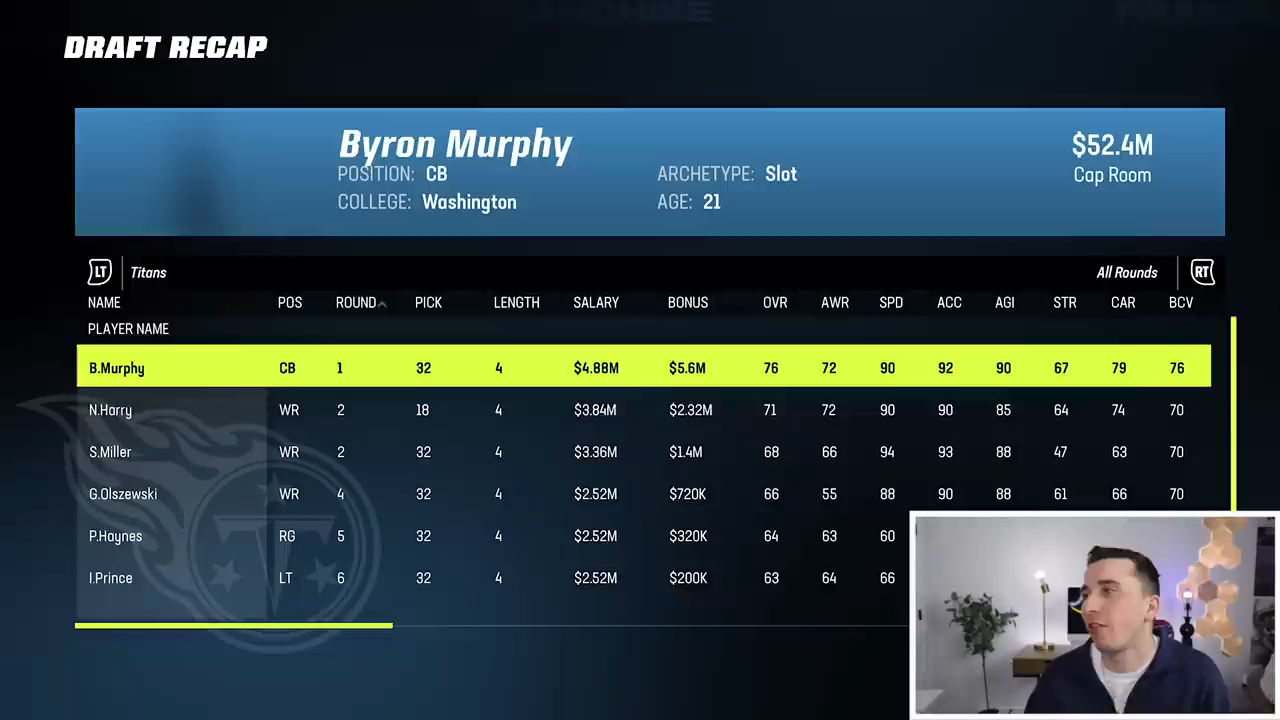 DRAFT RECAP
Byron Murphy
POSITION: CB
COLLEGE: Washington
ARCHETYPE: Slot
AGE: 21
$52.4M
Cap Room
LT Titans All Rounds RT
NAME POS ROUND PICK LENGTH SALARY BONUS OVR AWR SPD ACC AGI STR CAR BCV
PLAYER NAME
B.Murphy CB 1 32 4 $4.88M $5.6M 76 72 90 92 90 67 79 76
N.Harry WR 2 18 4 $3.84M $2.32M 71 72 90 90 85 64 74 70
S.Miller WR 2 32 4 $3.36M $1.4M 68 66 94 93 88 47 63 70
G.Olszewski WR 4 32 4 $2.52M $720K 66 55 88 90 88 61 66 70
P.Haynes RG 5 32 4 $2.52M $320K 64 63 60
I.Prince LT 6 32 4 $2.52M $200K 63 64 66